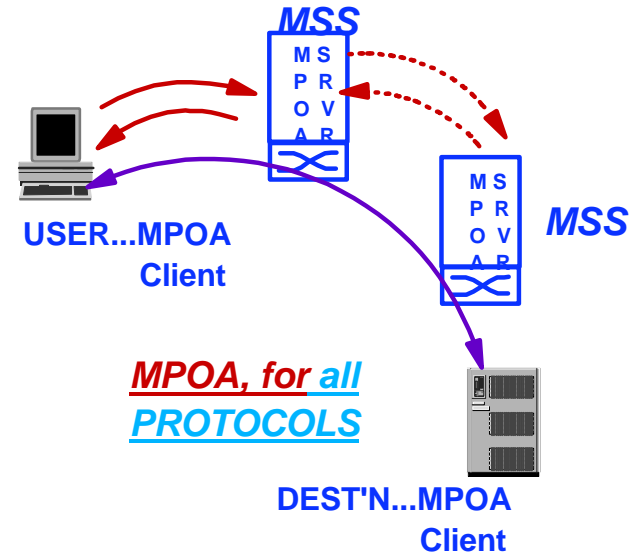 MSS
M S
P R
O V
A R
M S
P R
O V
A R
MSS
USER...MPOA
Client
MPOA, for all
PROTOCOLS
DEST'N...MPOA
Client